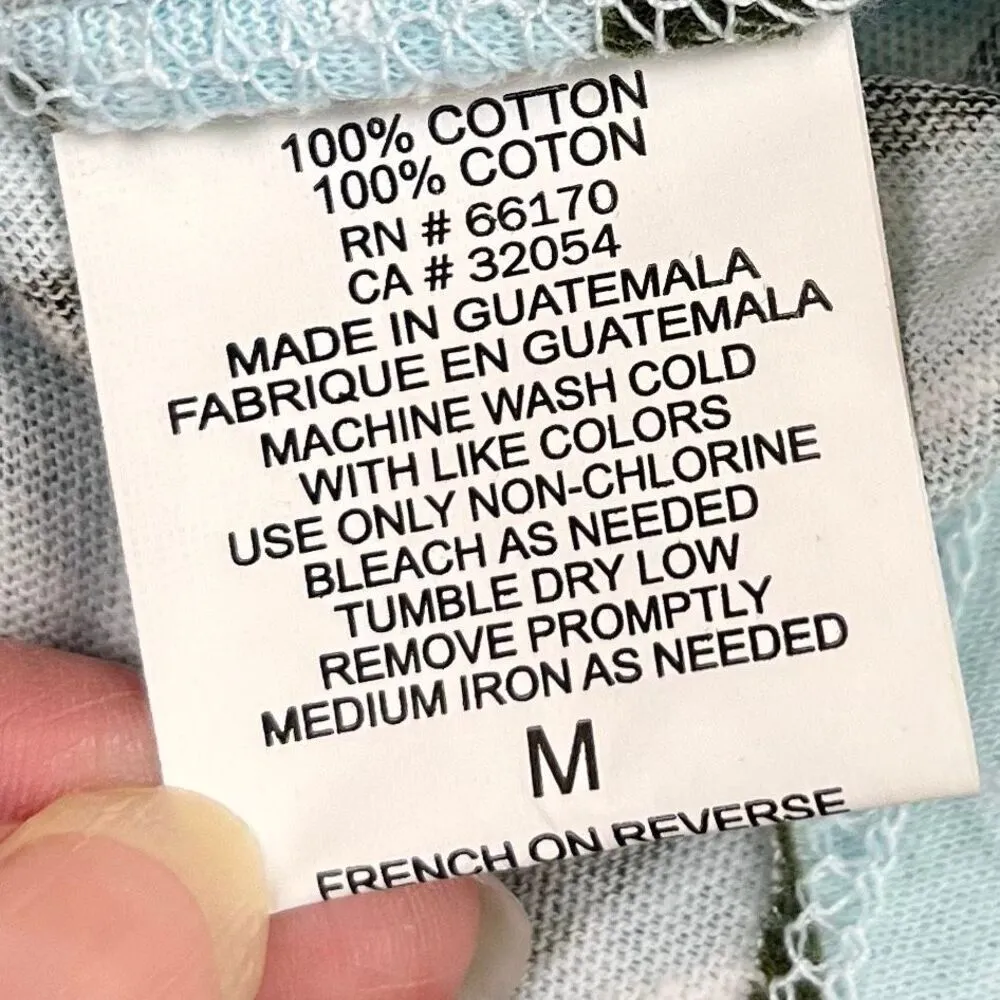 100% COTTON
100% COTON
RN # 66170
CA # 32054
MADE IN GUATEMALA
FABRIQUE EN GUATEMALA
MACHINE WASH COLD
WITH LIKE COLORS
USE ONLY NON-CHLORINE
BLEACH AS NEEDED
TUMBLE DRY LOW
REMOVE PROMPTLY
MEDIUM IRON AS NEEDED
M
FRENCH ON REVERSE